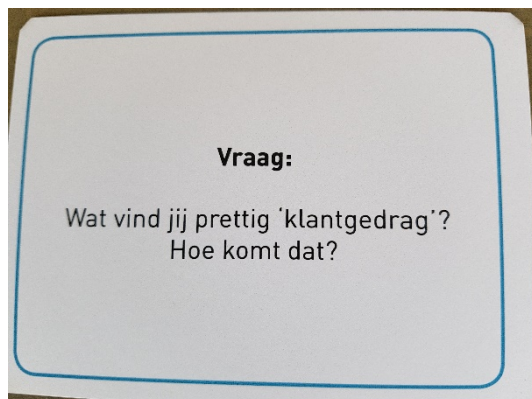 Vraag:
Wat vind jij prettig ‘klantgedrag’?
Hoe komt dat?